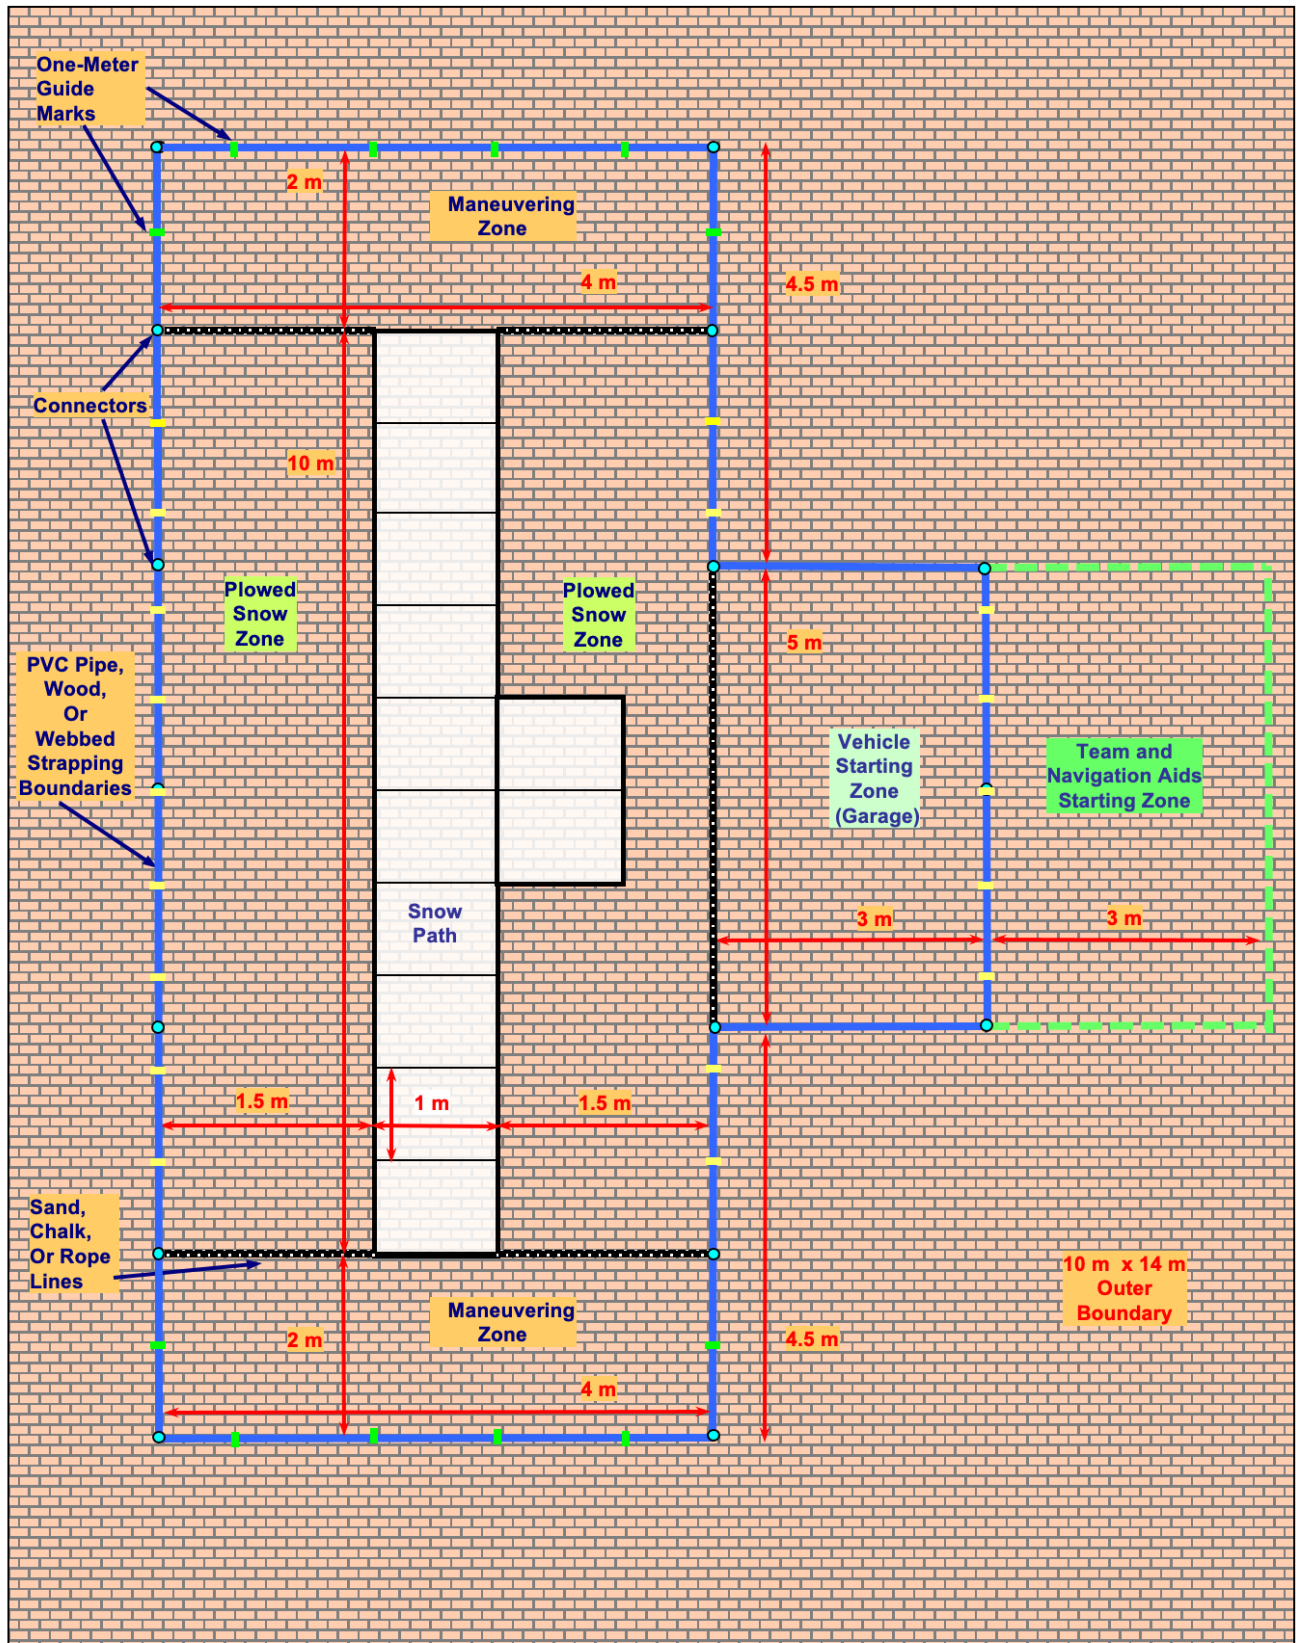 One-Meter
Guide
Marks
2 m
Maneuvering
Zone
4 m
4.5 m
Connectors
10 m
Plowed
Snow
Zone
Plowed
Snow
Zone
5 m
PVC Pipe,
Wood,
Or
Webbed
Strapping
Boundaries
Vehicle
Starting
Zone
(Garage)
Team and
Navigation Aids
Starting Zone
Snow
Path
3 m
3 m
1.5 m
1 m
1.5 m
Sand,
Chalk,
Or Rope
Lines
10 m x 14 m
Outer
Boundary
Maneuvering
Zone
2 m
4.5 m
4 m